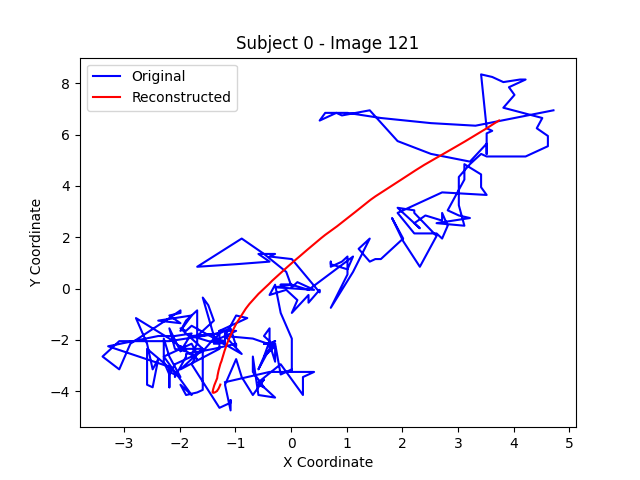 Subject 0 - Image 121
Original
Reconstructed
Y Coordinate
8
6
4
2
0
−2
−4
−3 −2 −1 0 1 2 3 4 5
X Coordinate